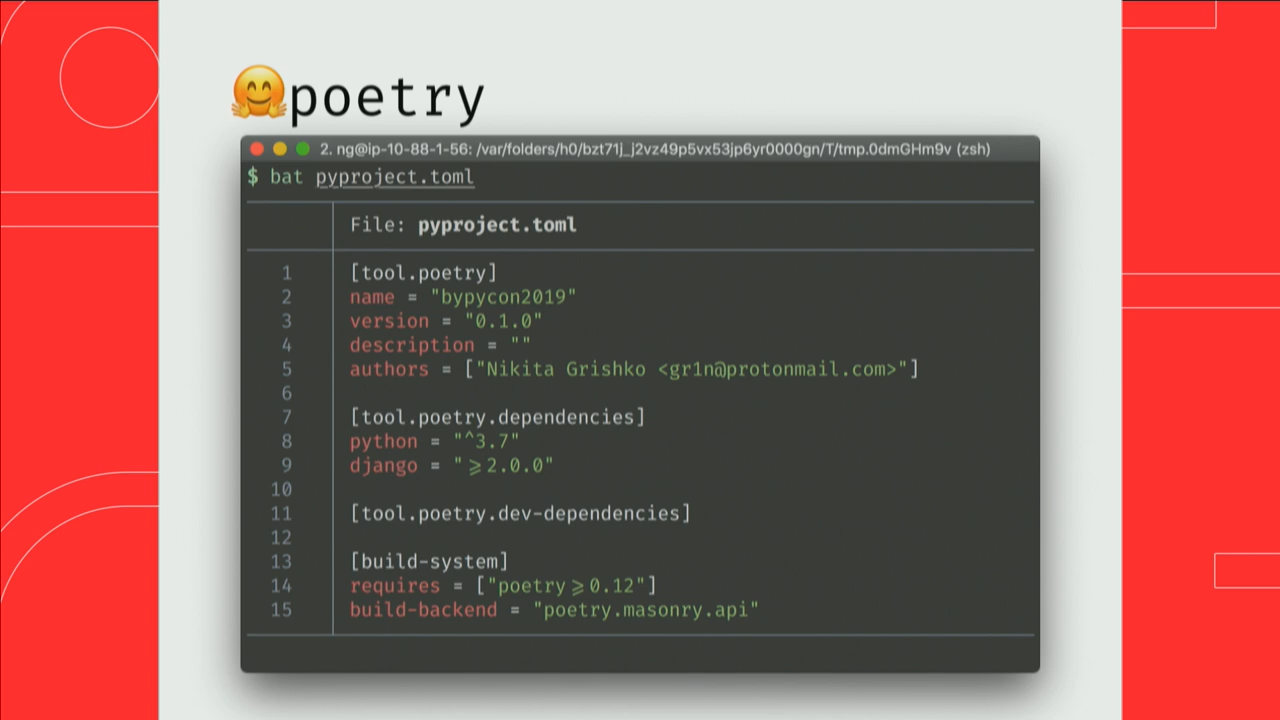 🤗poetry
2. ng@ip-10-88-1-56: /var/folders/h0/bzt71j_j2vz49p5vx53jp6yr0000gn/T/tmp.0dmGHm9v (zsh)
$ bat pyproject.toml
File: pyproject.toml
1 [tool.poetry]
2 name = "bypycon2019"
3 version = "0.1.0"
4 description = ""
5 authors = ["Nikita Grishko <gr1n@protonmail.com>"]
6
7 [tool.poetry.dependencies]
8 python = "^3.7"
9 django = "⩾2.0.0"
10
11 [tool.poetry.dev-dependencies]
12
13 [build-system]
14 requires = ["poetry⩾0.12"]
15 build-backend = "poetry.masonry.api"